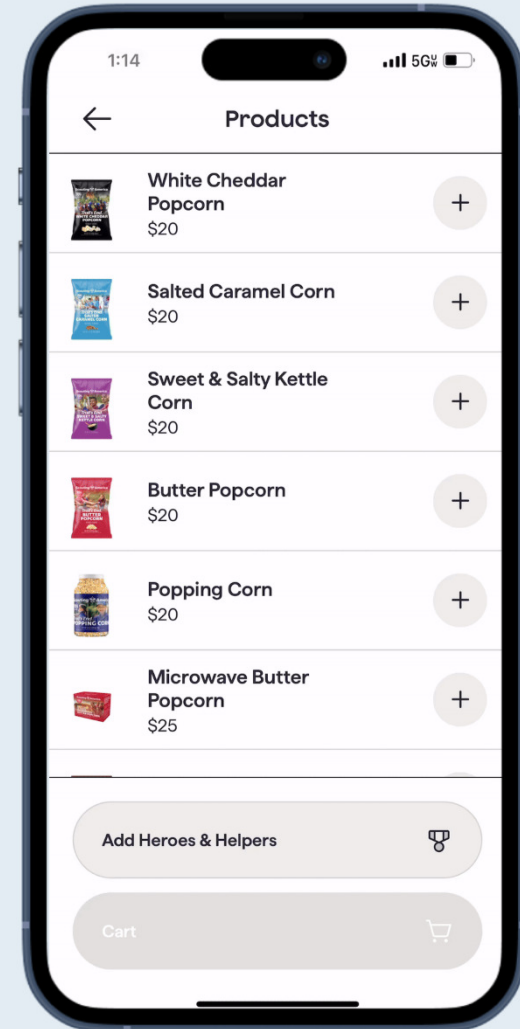 1:14
5G UW
Products
White Cheddar
Popcorn
$20
Salted Caramel Corn
$20
Sweet & Salty Kettle
Corn
$20
Butter Popcorn
$20
Popping Corn
$20
Microwave Butter
Popcorn
$25
Add Heroes & Helpers
Cart